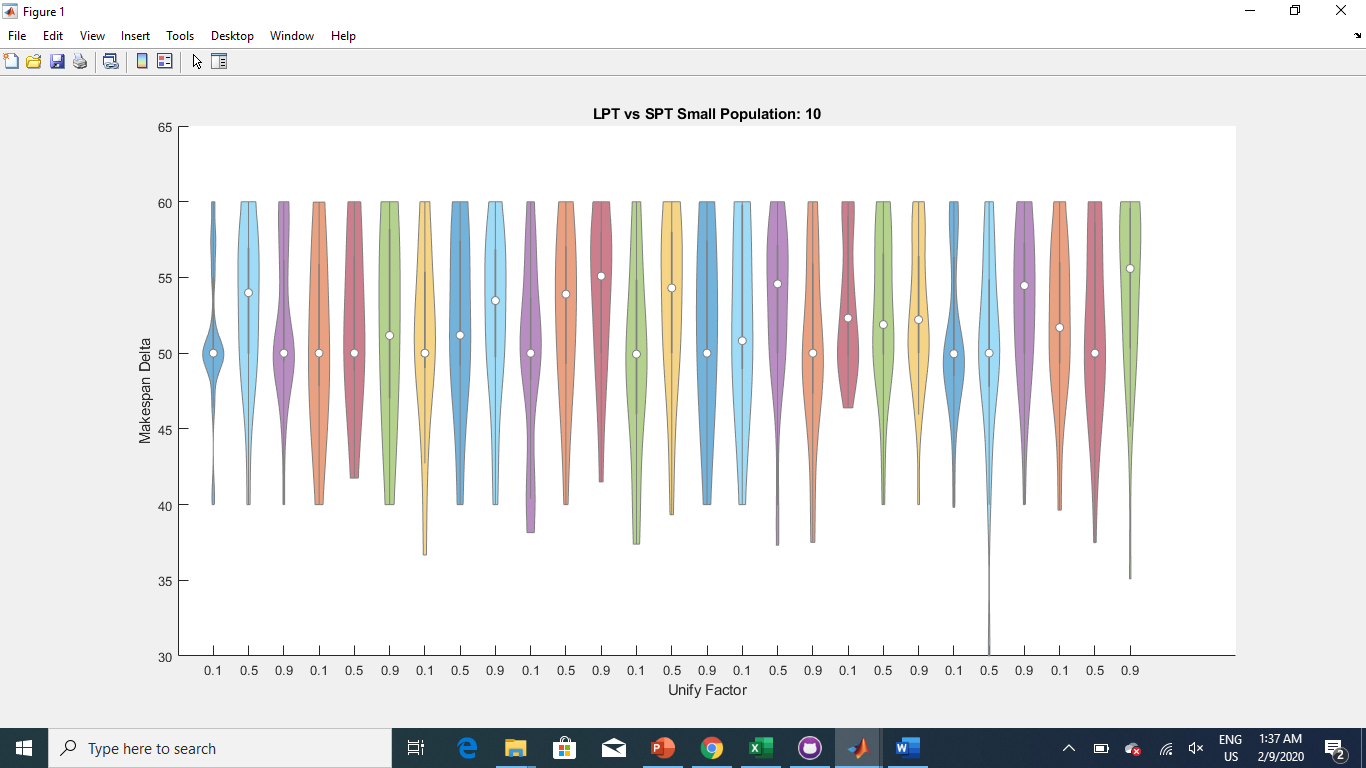 Figure 1
File Edit View Insert Tools Desktop Window Help
LPT vs SPT Small Population: 10
65
60
55
50
45
40
35
30
Makespan Delta
0.1 0.5 0.9 0.1 0.5 0.9 0.1 0.5 0.9 0.1 0.5 0.9 0.1 0.5 0.9 0.1 0.5 0.9 0.1 0.5 0.9 0.1 0.5 0.9 0.1 0.5 0.9
Unify Factor
Type here to search
ENG
US
1:37 AM
2/9/2020
2